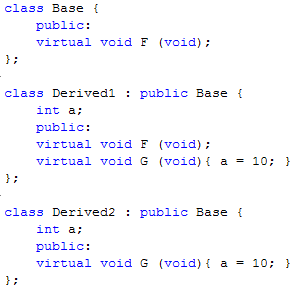 class Base {
    public:
    virtual void F (void);
};
class Derived1 : public Base {
    int a;
    public:
    virtual void F (void);
    virtual void G (void){ a = 10; }
};
class Derived2 : public Base {
    int a;
    public:
    virtual void G (void){ a = 10; }
};